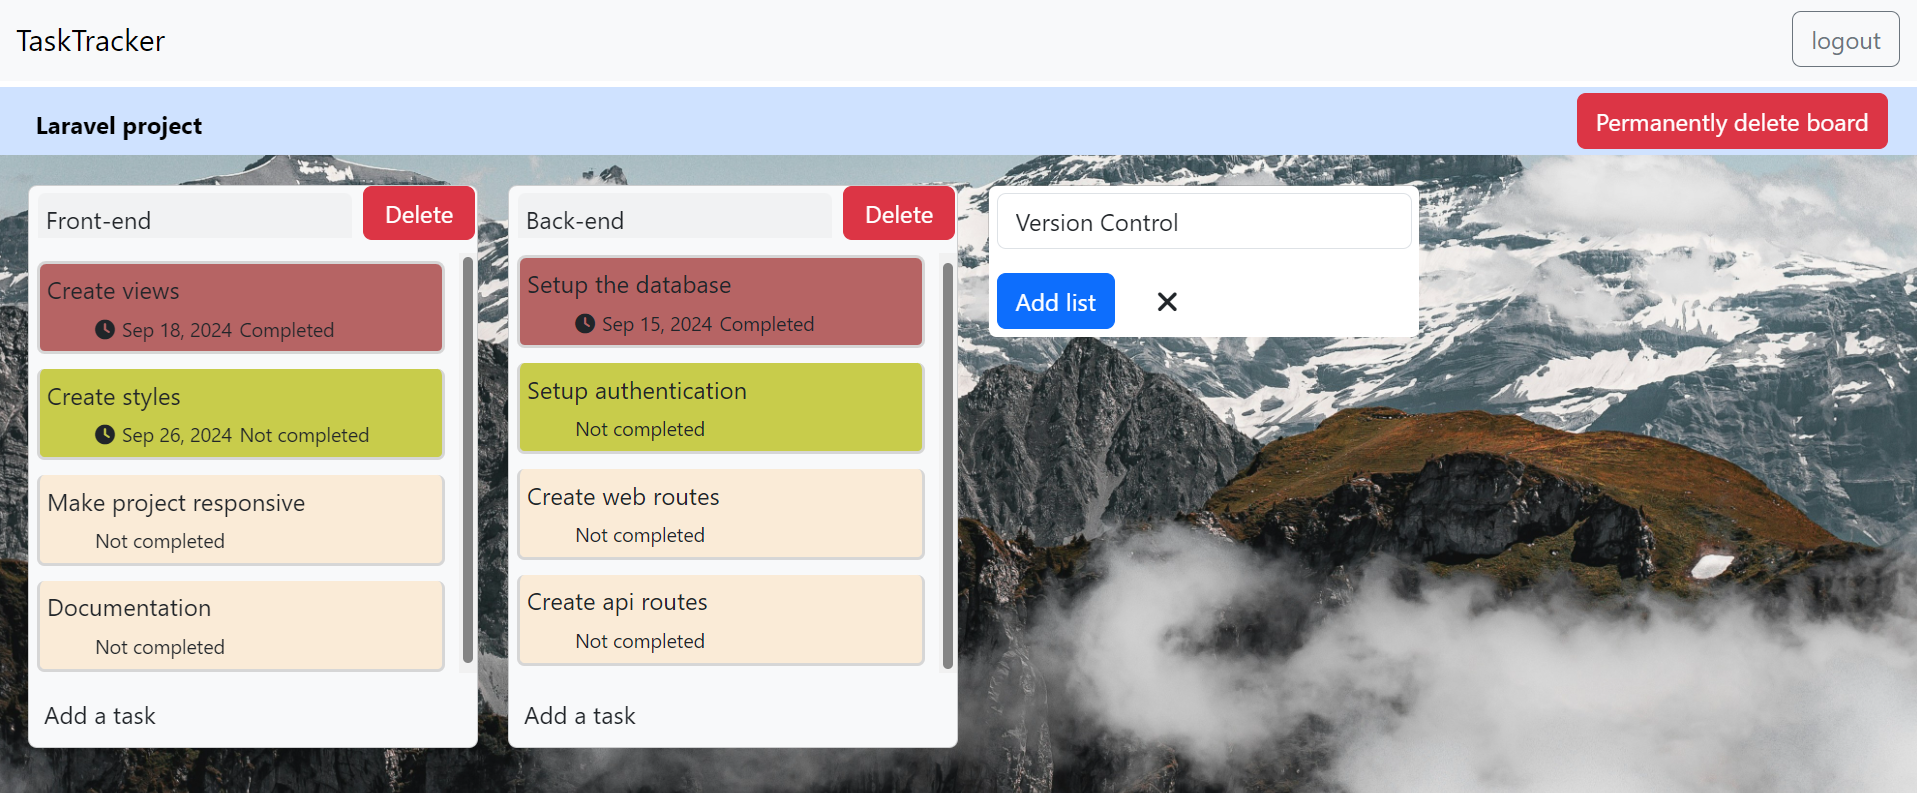 TaskTracker
logout
Laravel project
Permanently delete board
Front-end
Delete
Create views
Sep 18, 2024 Completed
Create styles
Sep 26, 2024 Not completed
Make project responsive
Not completed
Documentation
Not completed
Add a task
Back-end
Delete
Setup the database
Sep 15, 2024 Completed
Setup authentication
Not completed
Create web routes
Not completed
Create api routes
Not completed
Add a task
Version Control
Add list